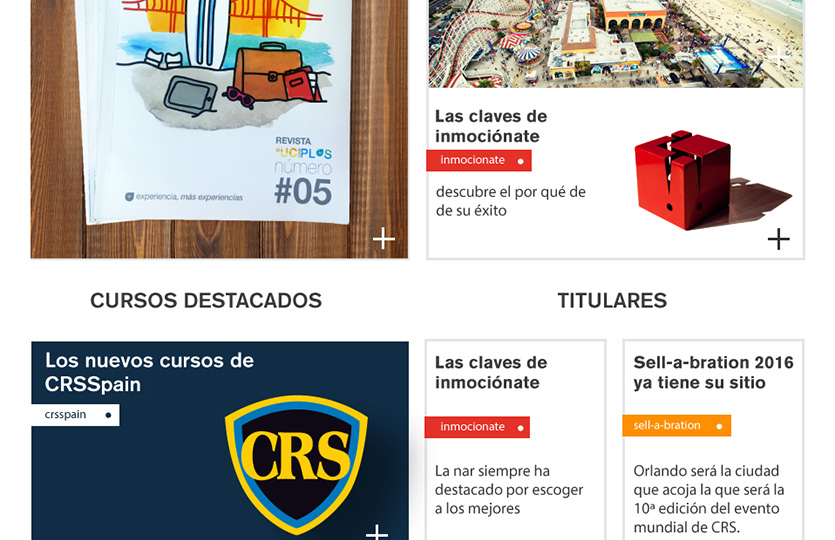 REVISTA
UCIPLUS
número
#05
experiencia, más experiencias
Las claves de
inmociónate
inmocionate
descubre el por qué de
de su éxito
CURSOS DESTACADOS
TITULARES
Los nuevos cursos de
CRSSpain
crsspain
CRS
Las claves de
inmociónate
inmocionate
La nar siempre ha
destacado por escoger
a los mejores
Sell-a-bration 2016
ya tiene su sitio
sell-a-bration
Orlando será la ciudad
que acoja la que será la
10ª edición del evento
mundial de CRS.